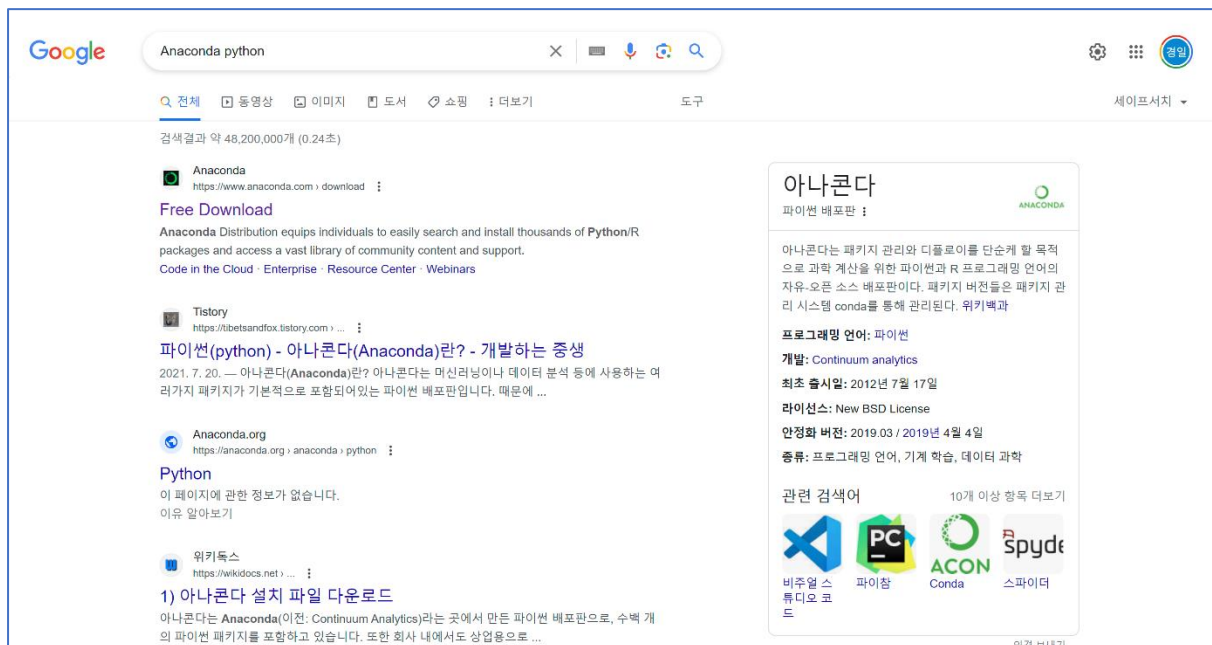 Google
Anaconda python
경일
전체 동영상 이미지 도서 쇼핑 더보기 도구
세이프서치
검색결과 약 48,200,000개 (0.24초)
Anaconda
https://www.anaconda.com › download
Free Download
Anaconda Distribution equips individuals to easily search and install thousands of Python/R
packages and access a vast library of community content and support.
Code in the Cloud · Enterprise · Resource Center · Webinars
Tistory
https://tibetsandfox.tistory.com › ...
파이썬(python) - 아나콘다(Anaconda)란? - 개발하는 중생
2021. 7. 20. — 아나콘다(Anaconda)란? 아나콘다는 머신러닝이나 데이터 분석 등에 사용하는 여
러가지 패키지가 기본적으로 포함되어있는 파이썬 배포판입니다. 때문에 ...
Anaconda.org
https://anaconda.org › anaconda › python
Python
이 페이지에 관한 정보가 없습니다.
이유 알아보기
위키독스
https://wikidocs.net › ...
1) 아나콘다 설치 파일 다운로드
아나콘다는 Anaconda(이전: Continuum Analytics)라는 곳에서 만든 파이썬 배포판으로, 수백 개
의 파이썬 패키지를 포함하고 있습니다. 또한 회사 내에서도 상업용으로 ...
아나콘다
파이썬 배포판
ANACONDA
아나콘다는 패키지 관리와 디플로이를 단순케 할 목적
으로 과학 계산을 위한 파이썬과 R 프로그래밍 언어의
자유-오픈 소스 배포판이다. 패키지 버전들은 패키지 관
리 시스템 conda를 통해 관리된다. 위키백과
프로그래밍 언어: 파이썬
개발: Continuum analytics
최초 출시일: 2012년 7월 17일
라이선스: New BSD License
안정화 버전: 2019.03 / 2019년 4월 4일
종류: 프로그래밍 언어, 기계 학습, 데이터 과학
관련 검색어 10개 이상 항목 더보기
PC
ACON
spyde
비주얼 스
튜디오 코
드
파이참
Conda
스파이더